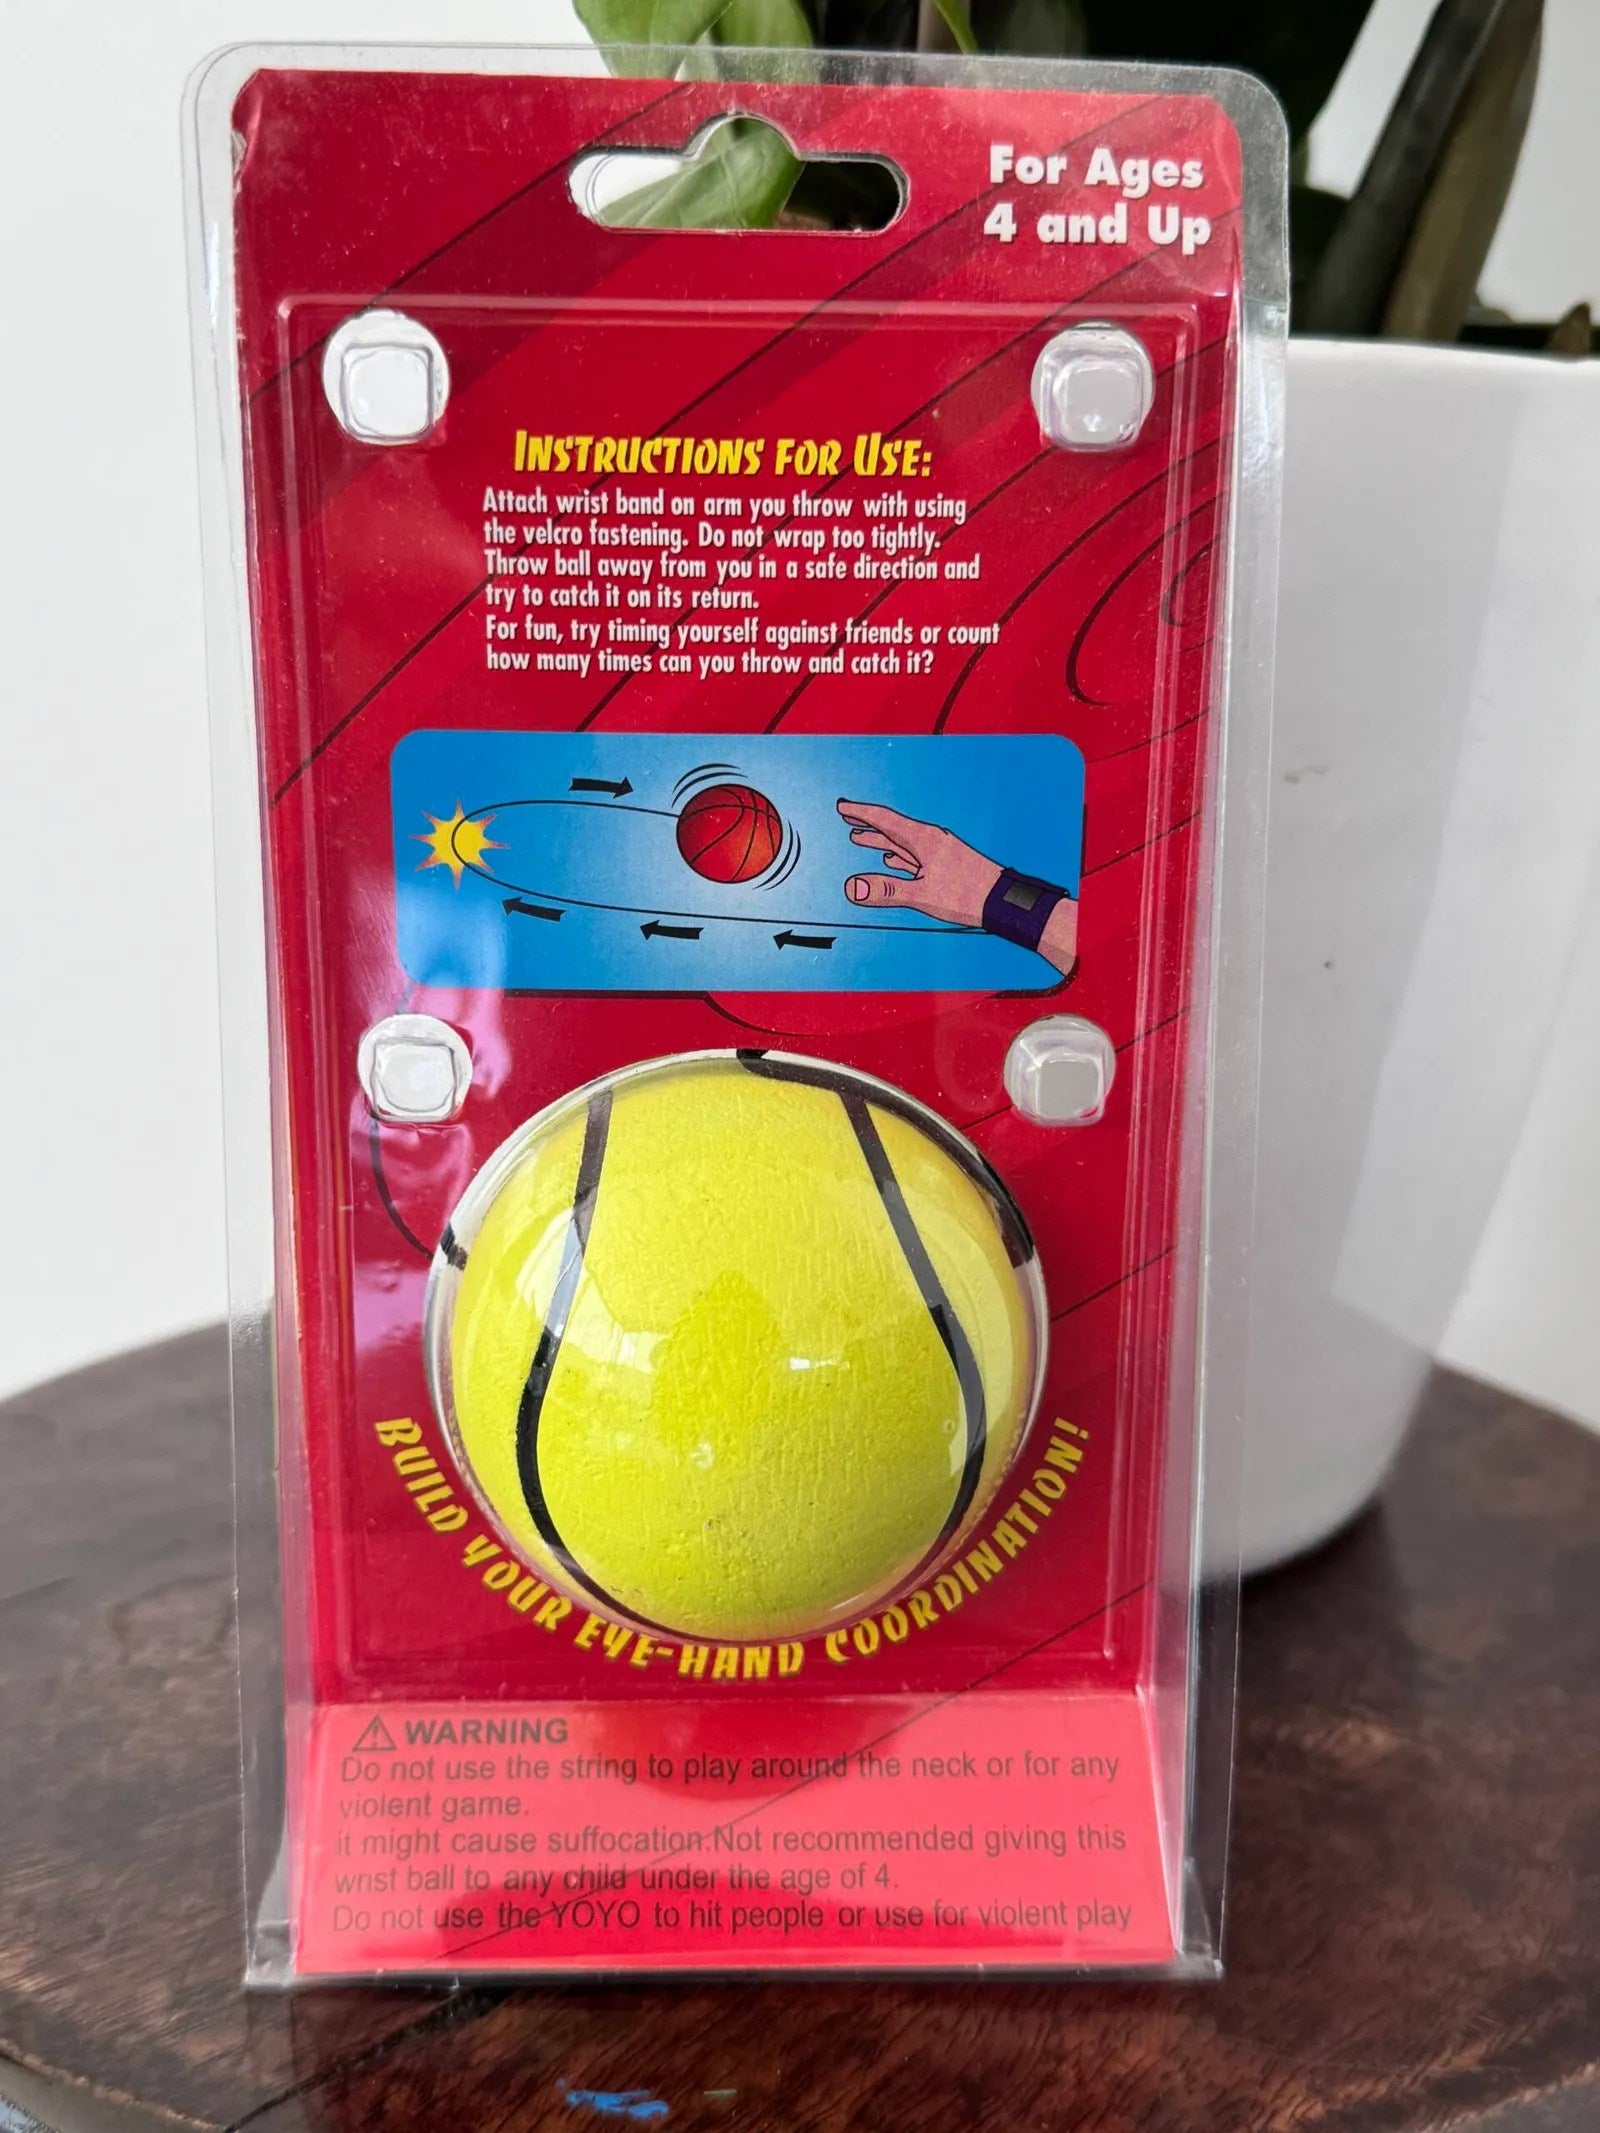 For Ages
4 and Up
INSTRUCTIONS FOR USE:
Attach wrist band on arm you throw with using
the velcro fastening. Do not wrap too tightly.
Throw ball away from you in a safe direction and
try to catch it on its return.
For fun, try timing yourself against friends or count
how many times can you throw and catch it?
BUILD YOUR EYE-HAND COORDINATION!
WARNING
Do not use the string to play around the neck or for any
violent game.
it might cause suffocation.Not recommended giving this
wrist ball to any child under the age of 4.
Do not use the YOYO to hit people or use for violent play